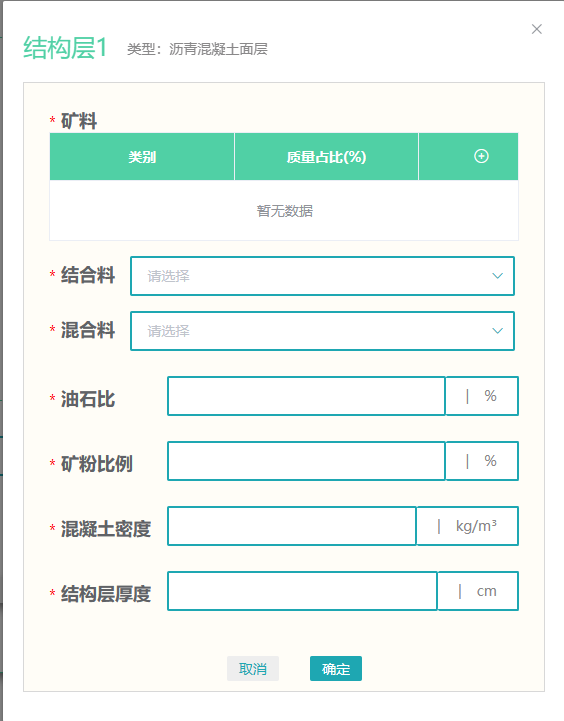 结构层1 类型：沥青混凝土面层
* 矿料
类别 质量占比(%)
暂无数据
* 结合料 请选择
* 混合料 请选择
* 油石比 | %
* 矿粉比例 | %
* 混凝土密度 | kg/m³
* 结构层厚度 | cm
取消 确定